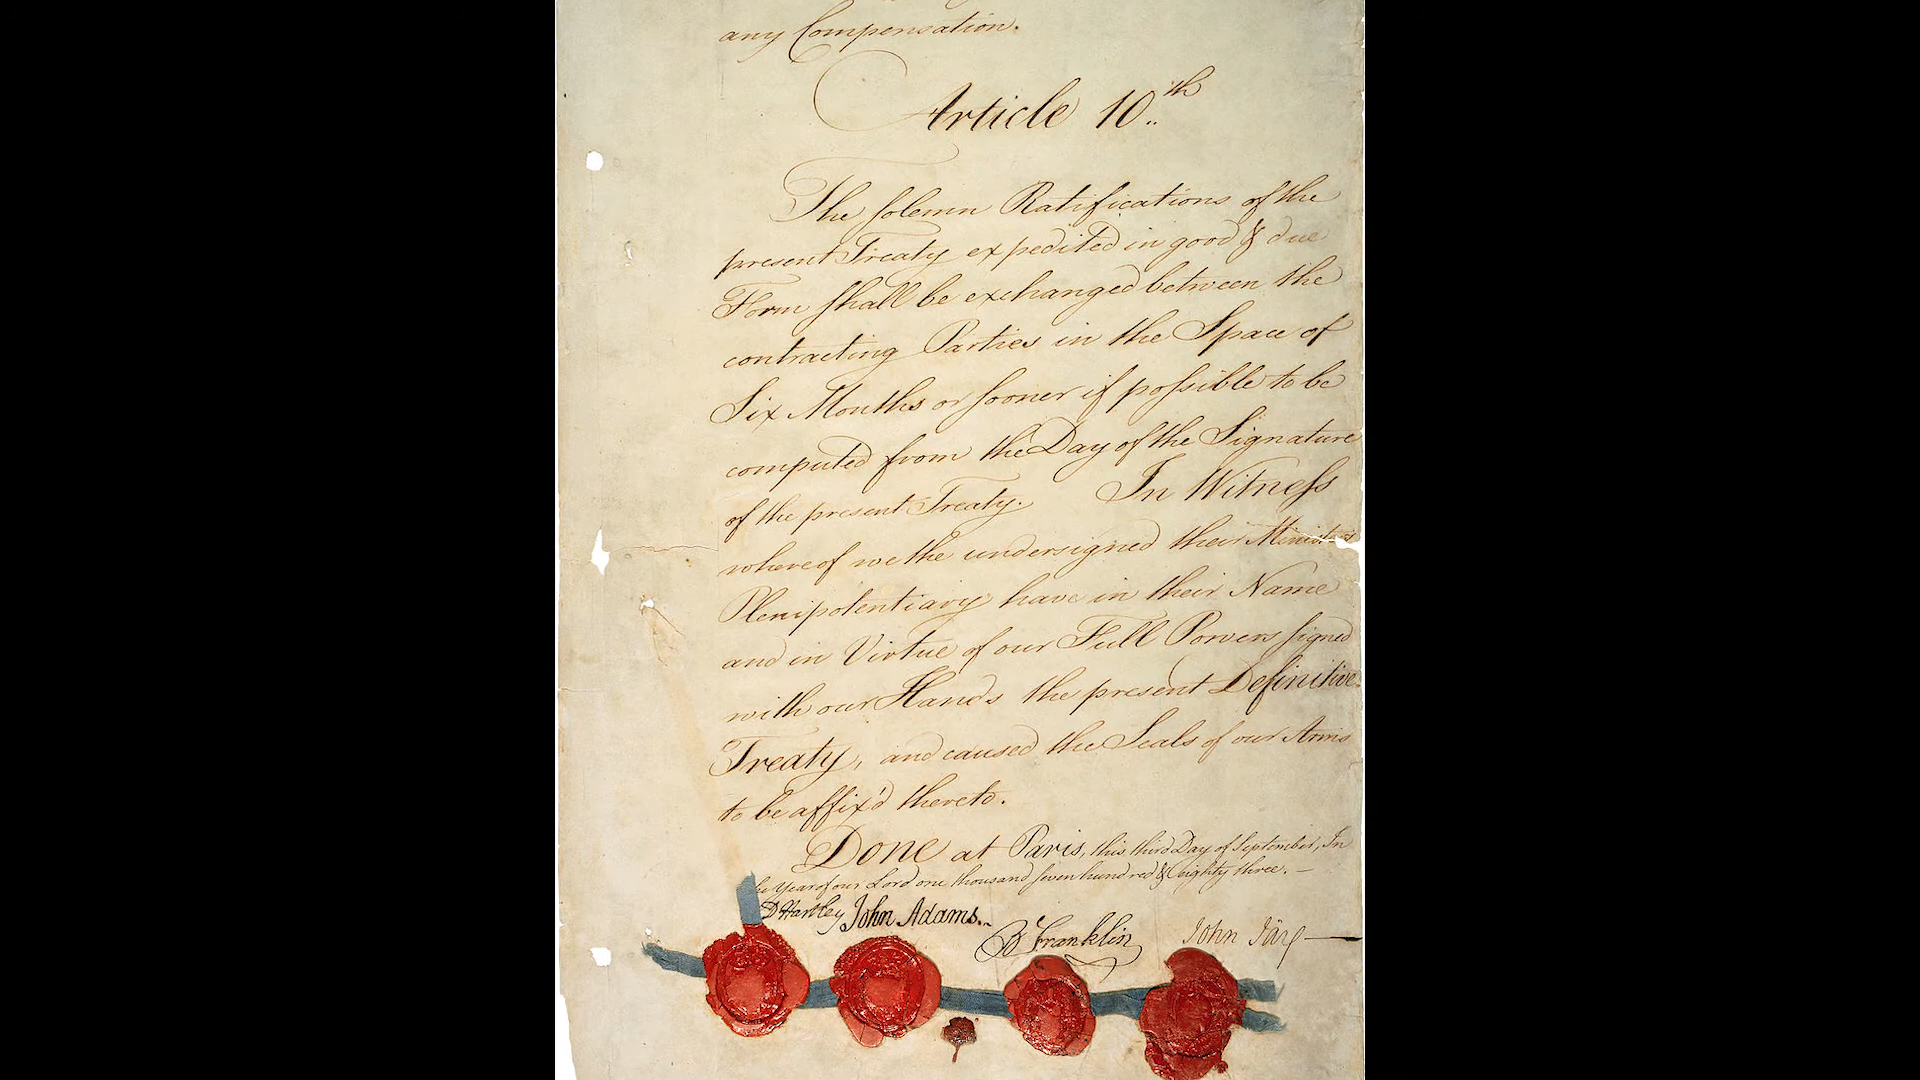 any Compensation.
Article 10.th
The solemn Ratifications of the
present Treaty expedited in good & due
Form shall be exchanged between the
contracting Parties in the Space of
Six Months or sooner if possible to be
computed from the Day of the Signature
of the present Treaty. In Witness
whereof we the undersigned their Ministers
Plenipotentiary have in their Name
and in Virtue of our Full Powers signed
with our Hands the present Definitive
Treaty, and caused the Seals of our Arms
to be affix'd thereto.
Done at Paris, this third Day of September, In
the Year of our Lord one thousand seven hundred & eighty three.—
D Hartley John Adams. B Franklin John Jay—